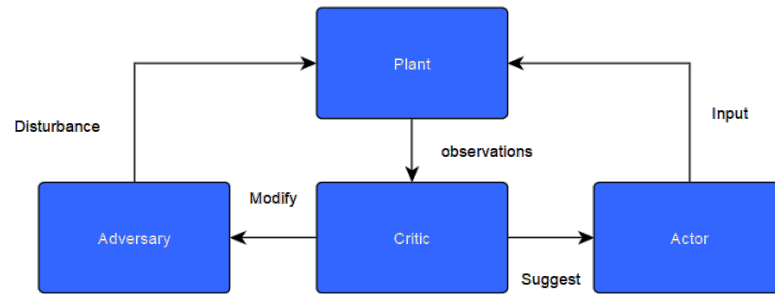 Plant
Disturbance
Input
observations
Modify
Adversary
Critic
Actor
Suggest